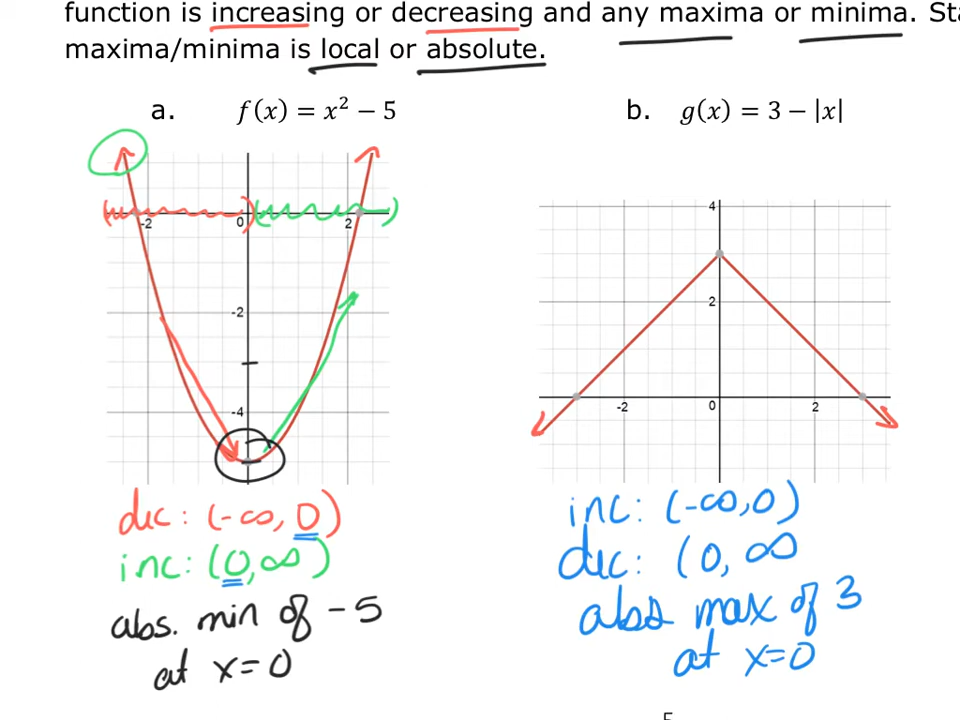 function is increasing or decreasing and any maxima or minima. Sta
maxima/minima is local or absolute.
a. f(x) = x² − 5
b. g(x) = 3 − |x|
-2 0 2
-2
-4
4
2
-2 0 2
dec: (-∞, 0)
inc: (0, ∞)
abs. min of -5
at x=0
inc: (-∞, 0)
dec: (0, ∞
abs max of 3
at x=0